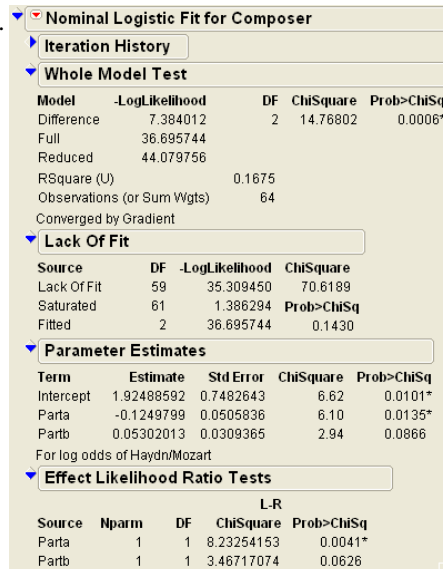 Nominal Logistic Fit for Composer
Iteration History
Whole Model Test
Model -LogLikelihood DF ChiSquare Prob>ChiSq
Difference 7.384012 2 14.76802 0.0006*
Full 36.695744
Reduced 44.079756
RSquare (U) 0.1675
Observations (or Sum Wgts) 64
Converged by Gradient
Lack Of Fit
Source DF -LogLikelihood ChiSquare
Lack Of Fit 59 35.309450 70.6189
Saturated 61 1.386294 Prob>ChiSq
Fitted 2 36.695744 0.1430
Parameter Estimates
Term Estimate Std Error ChiSquare Prob>ChiSq
Intercept 1.92488592 0.7482643 6.62 0.0101*
Parta -0.1249799 0.0505836 6.10 0.0135*
Partb 0.05302013 0.0309365 2.94 0.0866
For log odds of Haydn/Mozart
Effect Likelihood Ratio Tests
L-R
Source Nparm DF ChiSquare Prob>ChiSq
Parta 1 1 8.23254153 0.0041*
Partb 1 1 3.46717074 0.0626